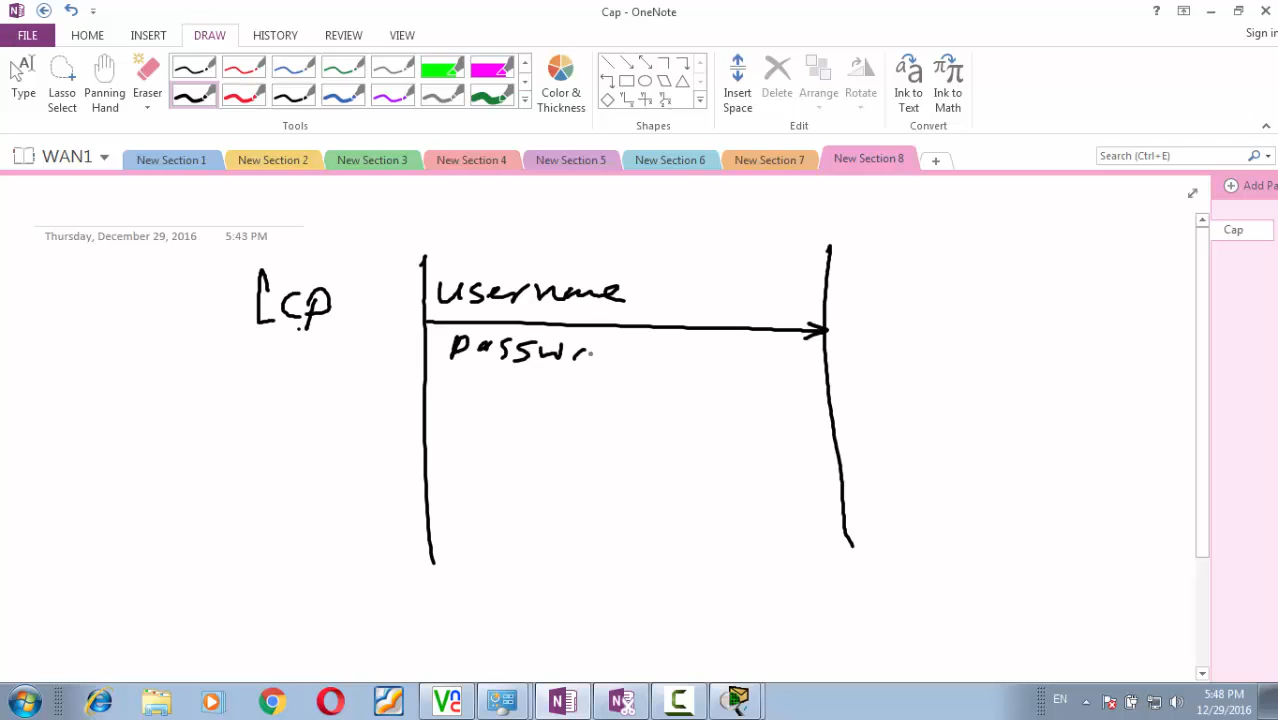 Cap - OneNote
Sign in
FILE HOME INSERT DRAW HISTORY REVIEW VIEW
Type
Lasso Select
Panning Hand
Eraser
Color & Thickness
Insert Space
Delete
Arrange
Rotate
Ink to Text
Ink to Math
Tools
Shapes
Edit
Convert
WAN1
New Section 1
New Section 2
New Section 3
New Section 4
New Section 5
New Section 6
New Section 7
New Section 8
Search (Ctrl+E)
Add Pa
Cap
Thursday, December 29, 2016 5:43 PM
LCP
username
passwr
EN
5:48 PM
12/29/2016